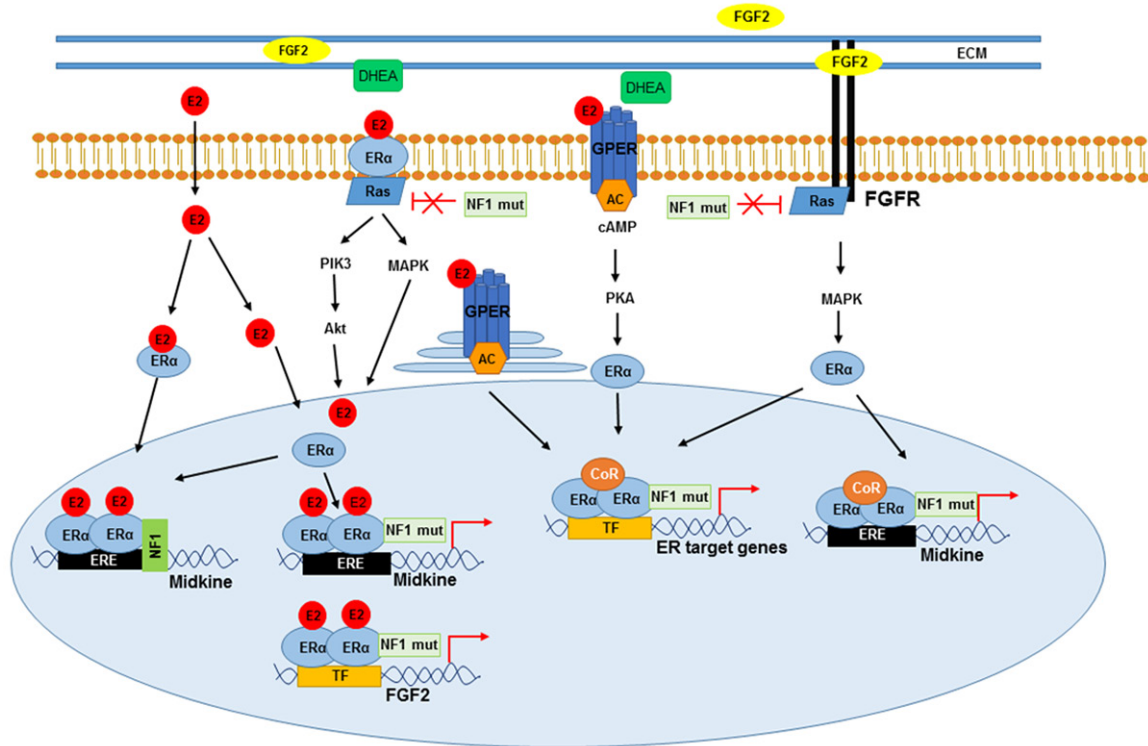 FGF2
FGF2
FGF2
ECM
DHEA
DHEA
E2
E2
E2
ERα
GPER
Ras
NF1 mut
AC
NF1 mut
Ras
FGFR
cAMP
E2
PIK3
MAPK
E2
GPER
PKA
MAPK
E2
ERα
E2
Akt
AC
ERα
ERα
E2
ERα
CoR
ERα
ERα
NF1 mut
TF
ER target genes
CoR
ERα
ERα
NF1 mut
ERE
Midkine
E2
E2
ERα
ERα
NF1
ERE
Midkine
E2
E2
ERα
ERα
NF1 mut
ERE
Midkine
E2
E2
ERα
ERα
NF1 mut
TF
FGF2